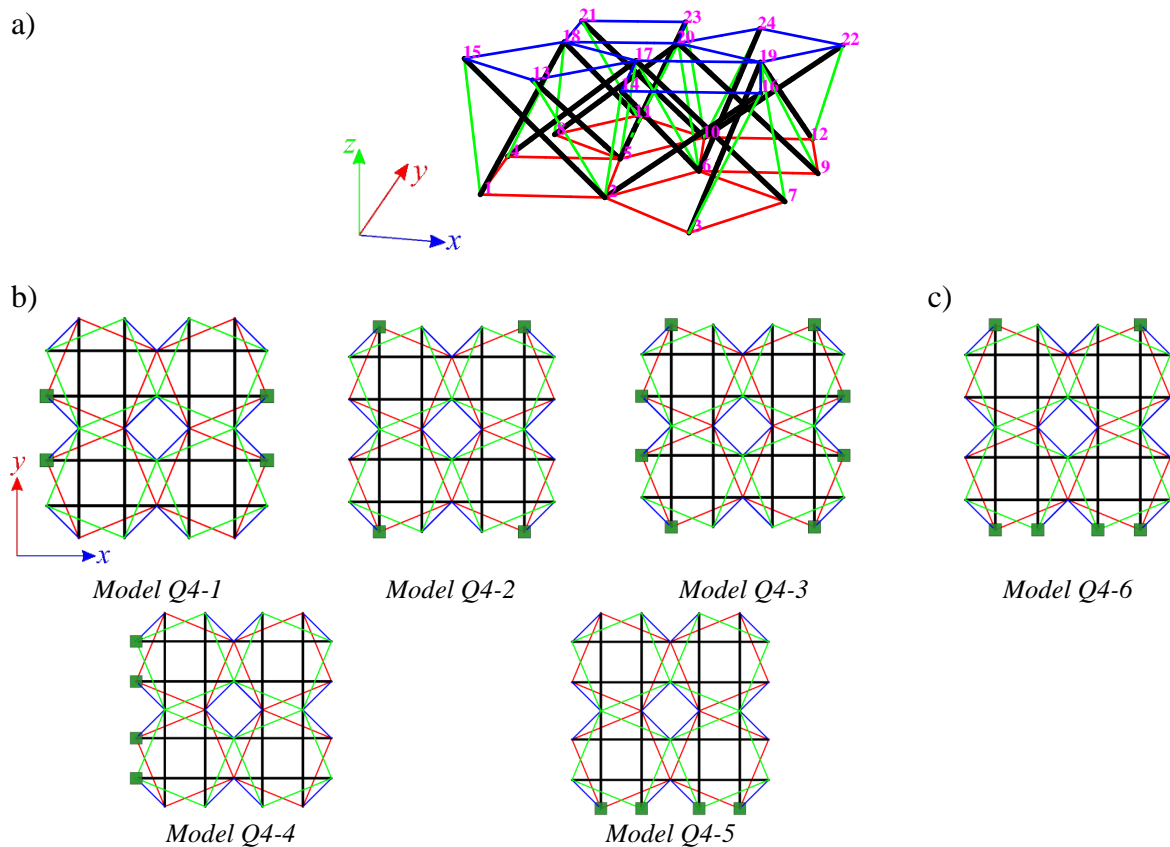 a)
21 23 24
18 20 22
15 17 19
13
14 16
11
8 10 12
4 5
6 9
1 2 7
3
z
y
x
b)
c)
y
x
Model Q4-1 Model Q4-2 Model Q4-3 Model Q4-6
Model Q4-4 Model Q4-5